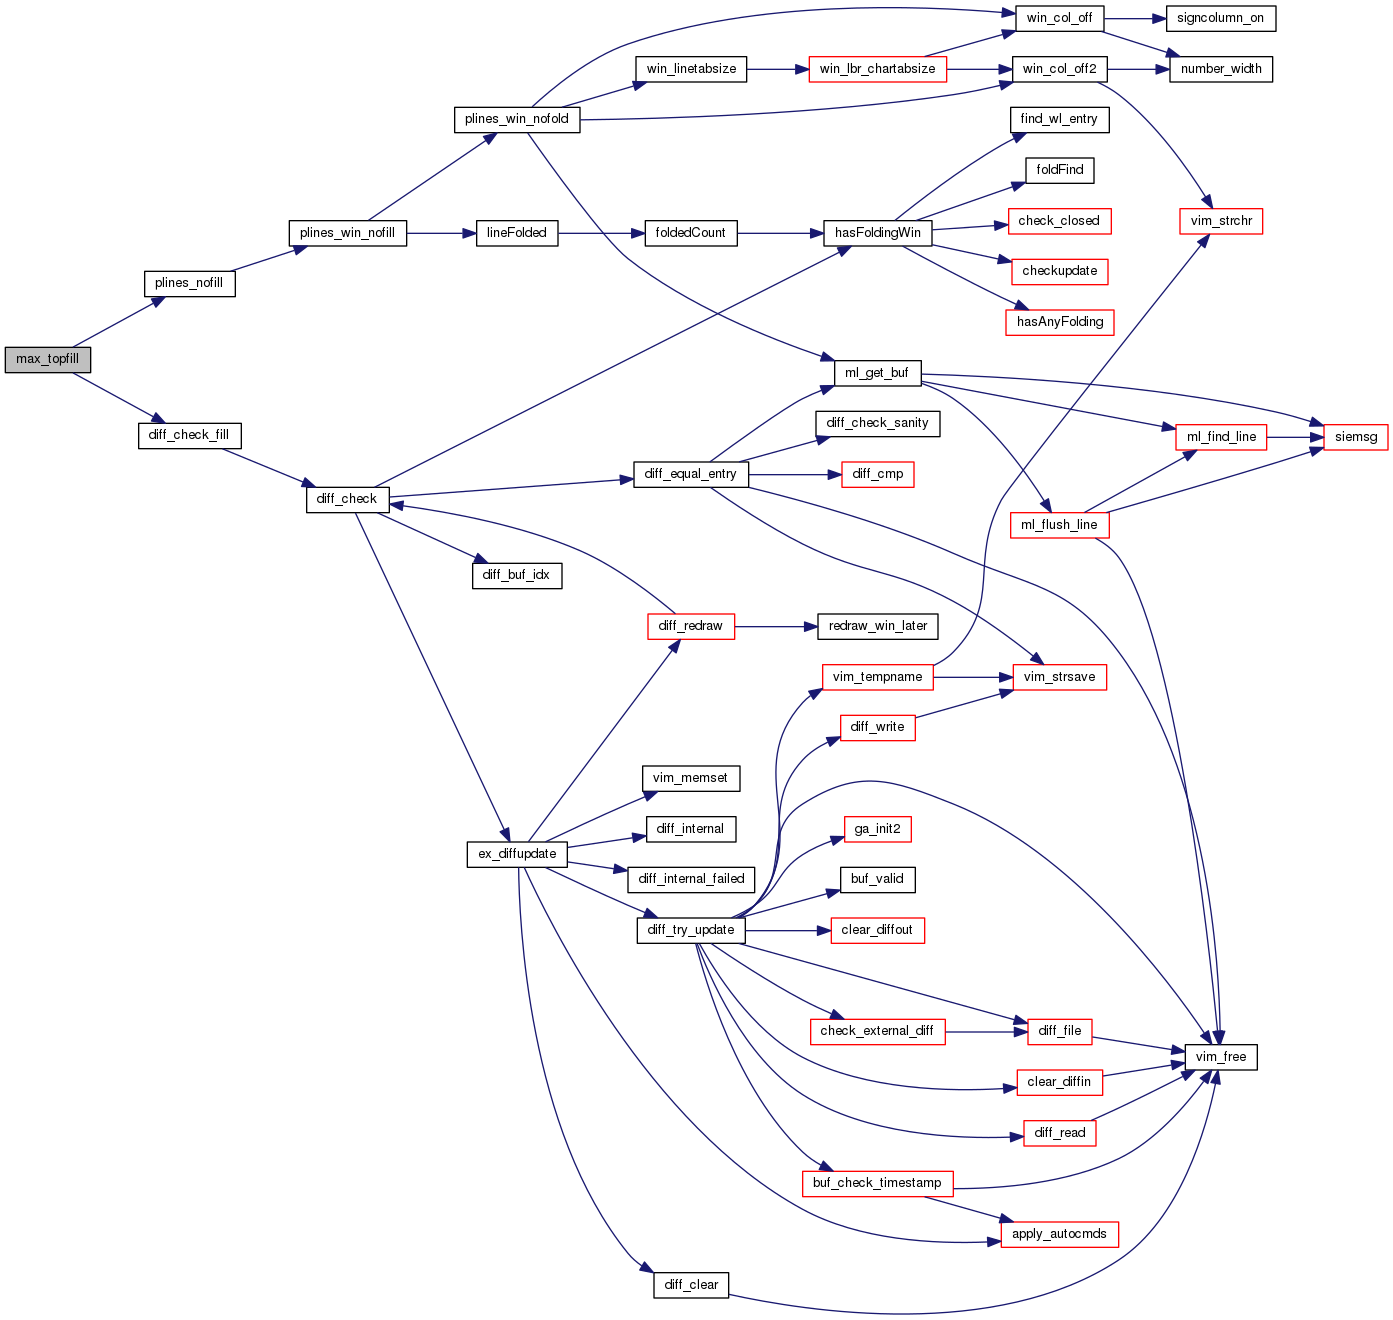 win_col_off
signcolumn_on
win_linetabsize
win_lbr_chartabsize
win_col_off2
number_width
plines_win_nofold
find_wl_entry
foldFind
check_closed
vim_strchr
plines_win_nofill
lineFolded
foldedCount
hasFoldingWin
checkupdate
plines_nofill
hasAnyFolding
max_topfill
ml_get_buf
diff_check_fill
diff_check_sanity
ml_find_line
siemsg
diff_equal_entry
diff_cmp
diff_check
ml_flush_line
diff_buf_idx
diff_redraw
redraw_win_later
vim_tempname
vim_strsave
diff_write
vim_memset
diff_internal
ga_init2
ex_diffupdate
diff_internal_failed
buf_valid
diff_try_update
clear_diffout
check_external_diff
diff_file
vim_free
clear_diffin
diff_read
buf_check_timestamp
apply_autocmds
diff_clear